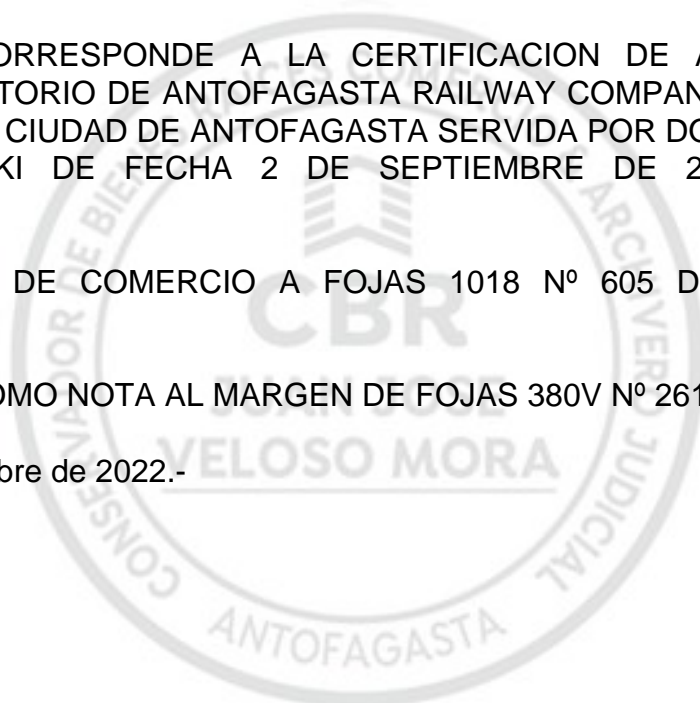 ORRESPONDE A LA CERTIFICACION DE A
TORIO DE ANTOFAGASTA RAILWAY COMPAN
CIUDAD DE ANTOFAGASTA SERVIDA POR DO
KI DE FECHA 2 DE SEPTIEMBRE DE 2
DE COMERCIO A FOJAS 1018 Nº 605 D
OMO NOTA AL MARGEN DE FOJAS 380V Nº 261
bre de 2022.-
CONSERVADOR DE BIENES RAICES COMERCIO Y ARCHIVERO JUDICIAL
CBR
JUAN JOSE
VELOSO MORA
ANTOFAGASTA